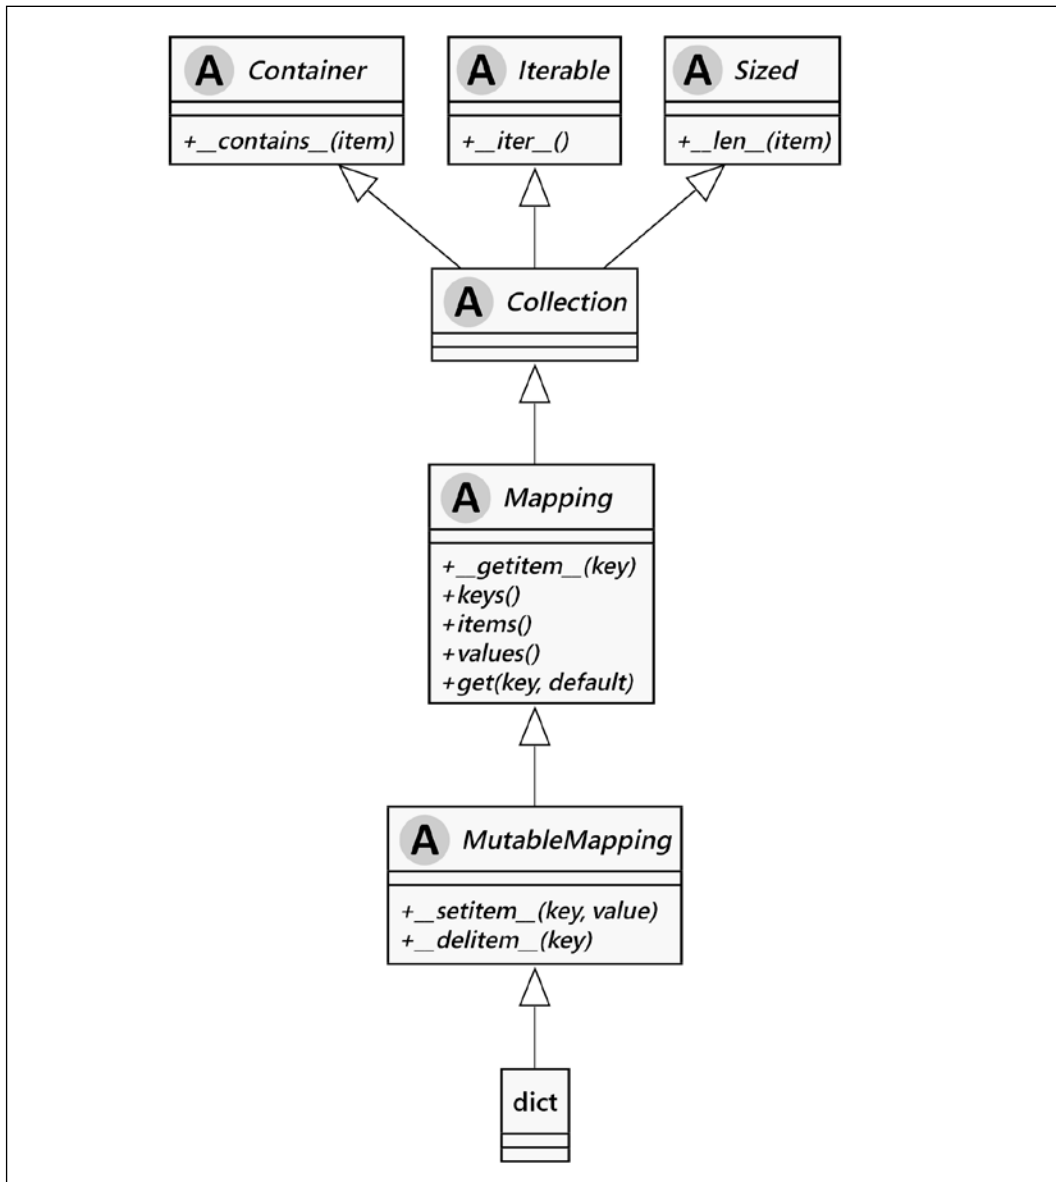 A Container
+__contains__(item)
A Iterable
+__iter__()
A Sized
+__len__(item)
A Collection
A Mapping
+__getitem__(key)
+keys()
+items()
+values()
+get(key, default)
A MutableMapping
+__setitem__(key, value)
+__delitem__(key)
dict